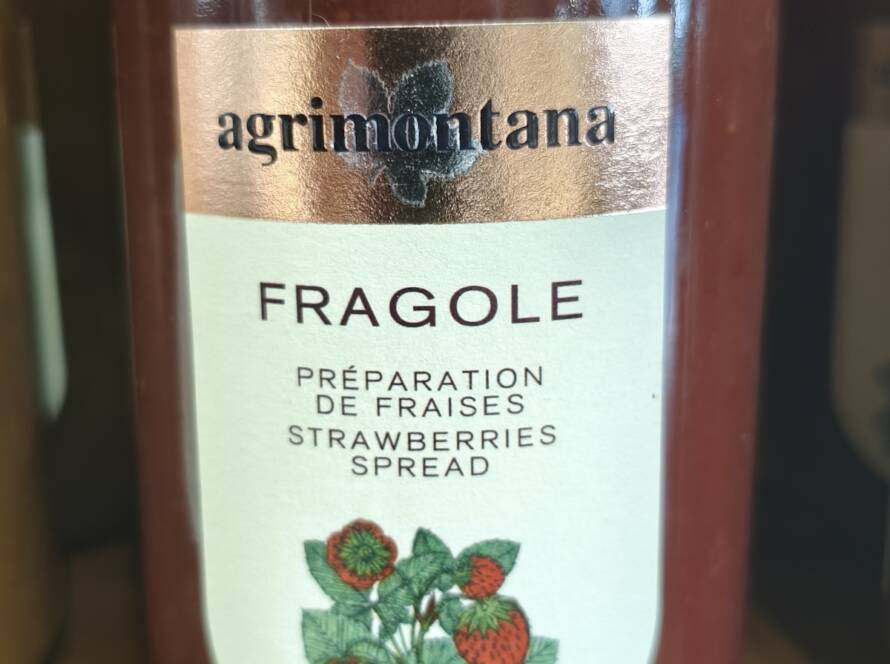 agrimontana
FRAGOLE
PRÉPARATION
DE FRAISES
STRAWBERRIES
SPREAD